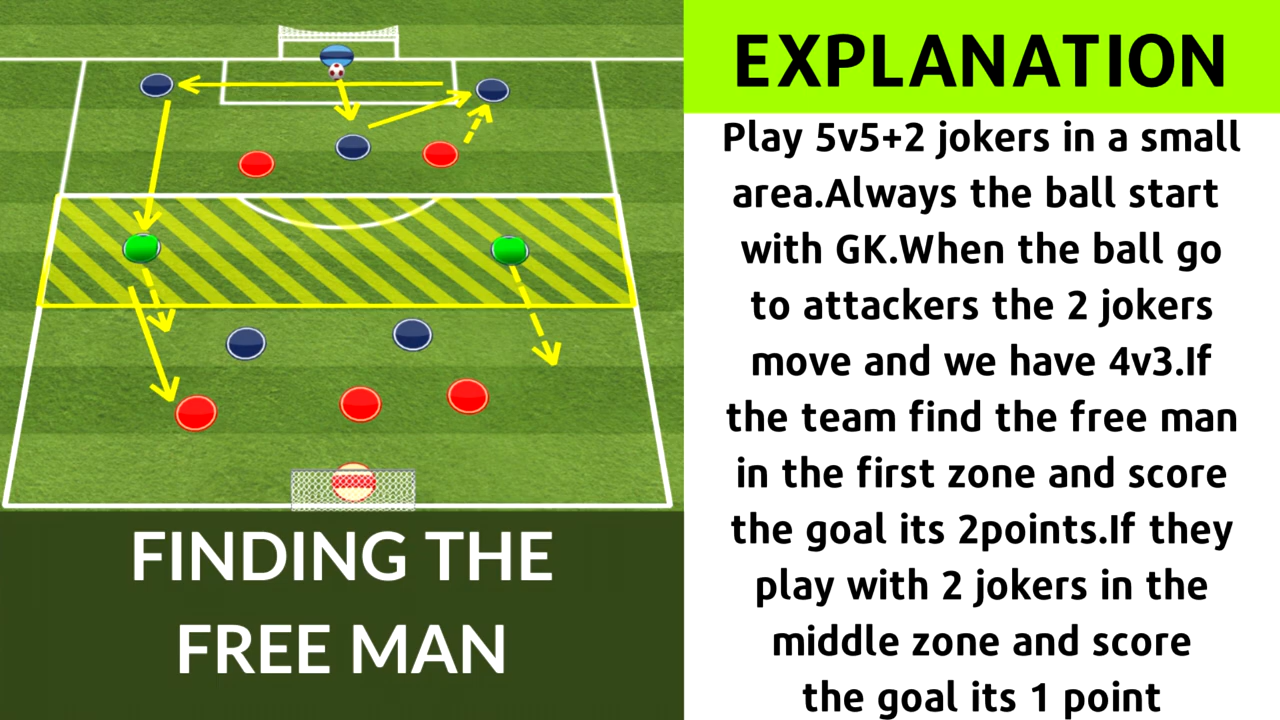 FINDING THE
FREE MAN
EXPLANATION
Play 5v5+2 jokers in a small
area.Always the ball start
with GK.When the ball go
to attackers the 2 jokers
move and we have 4v3.If
the team find the free man
in the first zone and score
the goal its 2points.If they
play with 2 jokers in the
middle zone and score
the goal its 1 point